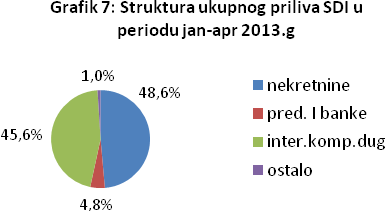 Grafik 7: Struktura ukupnog priliva SDI u
periodu jan-apr 2013.g
1,0%
48,6%
45,6%
4,8%
nekretnine
pred. I banke
inter.komp.dug
ostalo